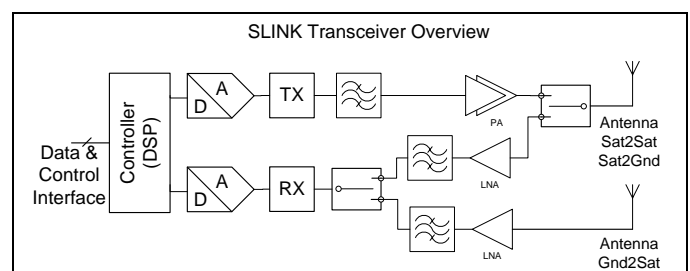 SLINK Transceiver Overview
Data &
Control
Interface
Controller
(DSP)
D A
TX
PA
Antenna
Sat2Sat
Sat2Gnd
D A
RX
LNA
LNA
Antenna
Gnd2Sat